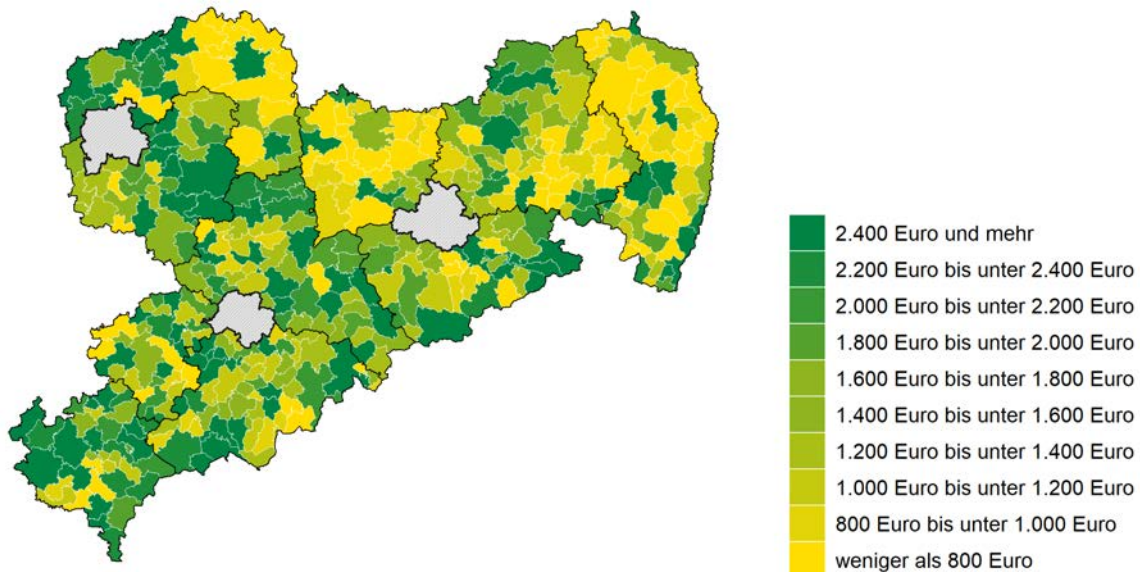 2.400 Euro und mehr
2.200 Euro bis unter 2.400 Euro
2.000 Euro bis unter 2.200 Euro
1.800 Euro bis unter 2.000 Euro
1.600 Euro bis unter 1.800 Euro
1.400 Euro bis unter 1.600 Euro
1.200 Euro bis unter 1.400 Euro
1.000 Euro bis unter 1.200 Euro
800 Euro bis unter 1.000 Euro
weniger als 800 Euro